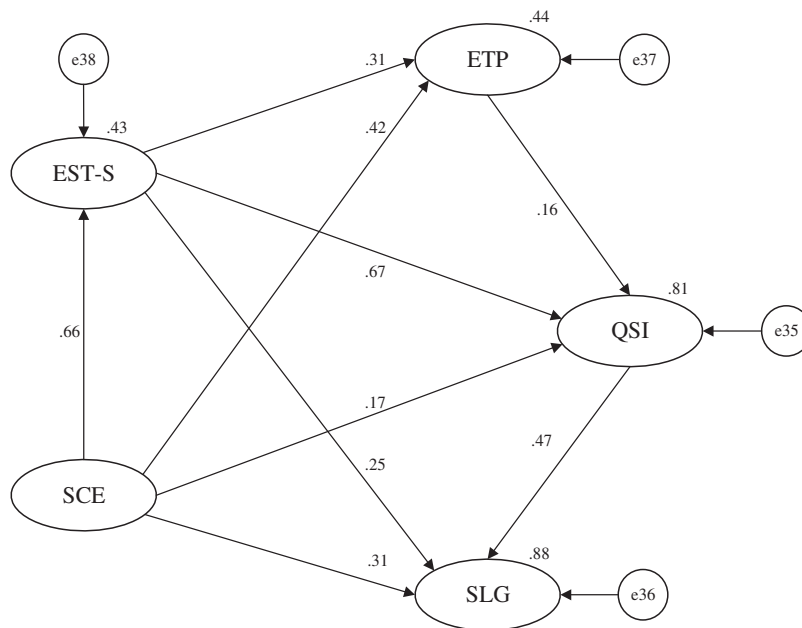 .44
e38
.31
ETP
e37
.43
.42
EST-S
.16
.67
.81
QSI
e35
.66
.17
.47
.25
SCE
.31
.88
SLG
e36